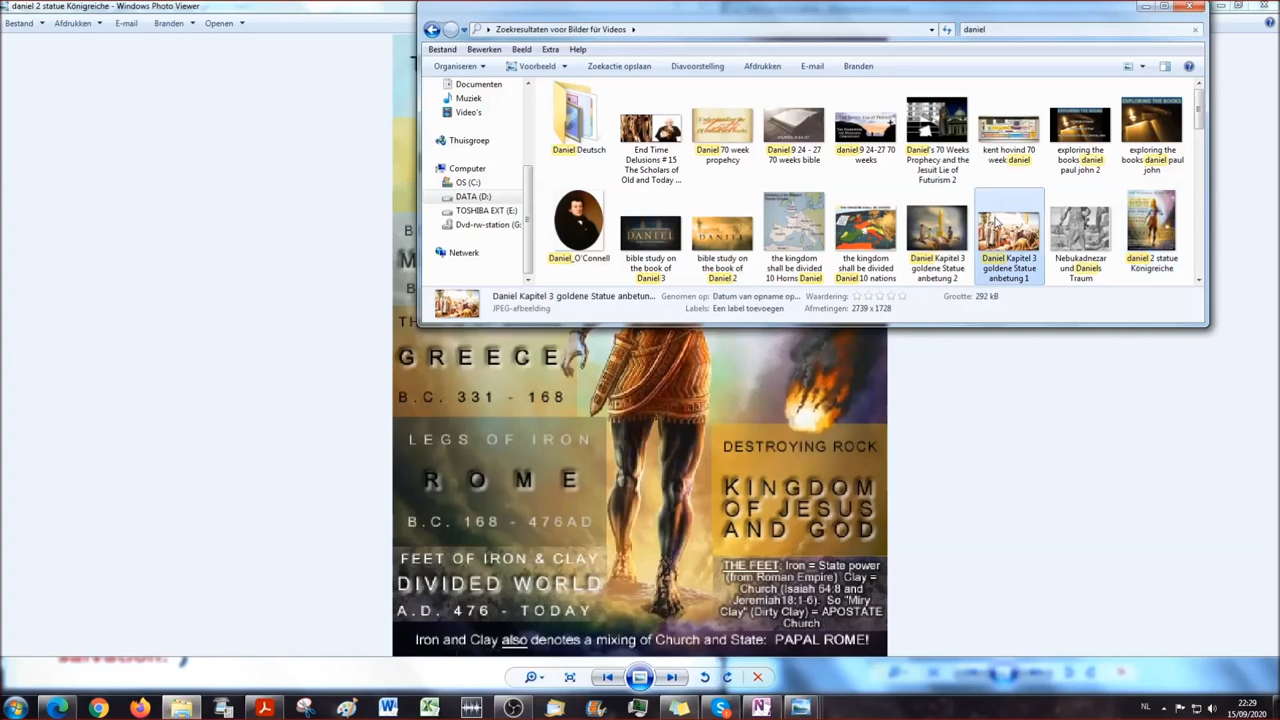 daniel 2 statue Königreiche - Windows Photo Viewer
Bestand
Afdrukken
E-mail
Branden
Openen
Zoekresultaten voor Bilder für Videos
daniel
Bestand
Bewerken
Beeld
Extra
Help
Organiseren
Voorbeeld
Zoekactie opslaan
Diavoorstelling
Afdrukken
E-mail
Branden
Documenten
Muziek
Video's
Thuisgroep
Computer
OS (C:)
DATA (D:)
TOSHIBA EXT (E:)
Dvd-rw-station (G:
Netwerk
Daniel Deutsch
End Time
Delusions # 15
The Scholars of
Old and Today ...
Daniel 70 week
propehcy
Daniel 9 24 - 27
70 weeks bible
daniel 9 24-27 70
weeks
Daniel's 70 Weeks
Prophecy and the
Jesuit Lie of
Futurism 2
kent hovind 70
week daniel
exploring the
books daniel
paul john 2
EXPLORING THE BOOKS
exploring the
books daniel paul
john
Daniel_O'Connell
DANIEL
bible study on
the book of
Daniel 3
DANIEL
bible study on
the book of
Daniel 2
the kingdom
shall be divided
10 Horns Daniel
the kingdom
shall be divided
Daniel 10 nations
Daniel Kapitel 3
goldene Statue
anbetung 2
Daniel Kapitel 3
goldene Statue
anbetung 1
Nebukadnezar
und Daniels
Traum
daniel 2 statue
Königreiche
Daniel Kapitel 3 goldene Statue anbetun...
JPEG-afbeelding
Genomen op: Datum van opname op...
Labels: Een label toevoegen
Waardering:
Afmetingen: 2739 x 1728
Grootte: 292 kB
GREECE
B.C. 331 - 168
LEGS OF IRON
ROME
B.C. 168 - 476AD
FEET OF IRON & CLAY
DIVIDED WORLD
A.D. 476 - TODAY
DESTROYING ROCK
KINGDOM
OF JESUS
AND GOD
THE FEET: Iron = State power
(from Roman Empire) Clay =
Church (Isaiah 64:8 and
Jeremiah18:1-6). So "Miry
Clay" (Dirty Clay) = APOSTATE
Church
Iron and Clay also denotes a mixing of Church and State: PAPAL ROME!
salvation.
NL
22:29
15/09/2020